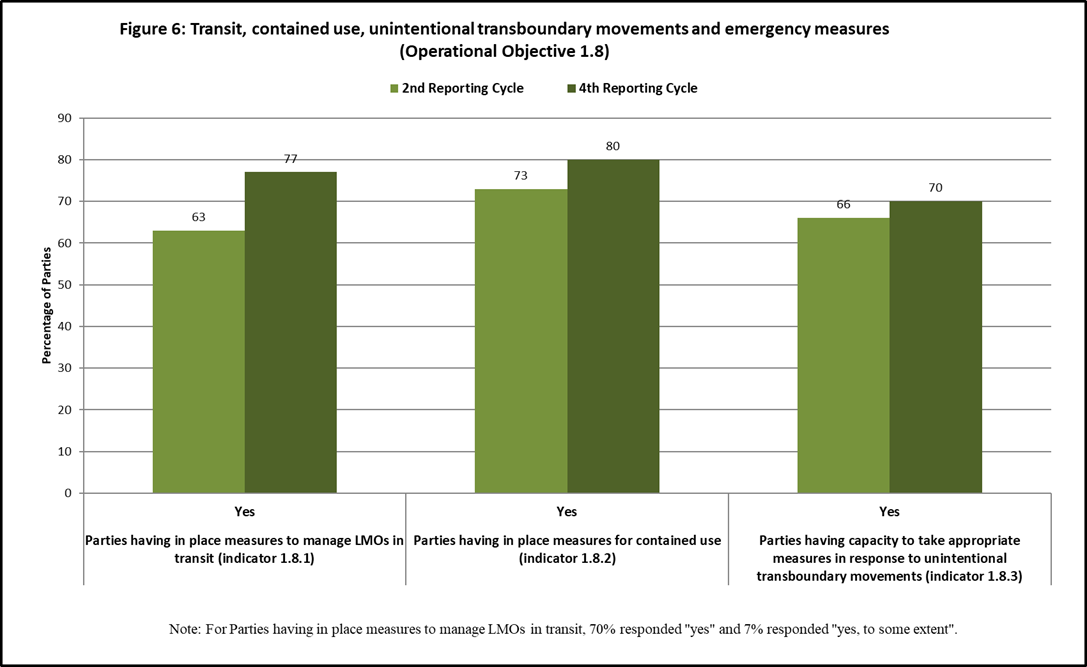 Figure 6: Transit, contained use, unintentional transboundary movements and emergency measures
(Operational Objective 1.8)
2nd Reporting Cycle 4th Reporting Cycle
Percentage of Parties
90
80
70
60
50
40
30
20
10
0
63
77
73
80
66
70
Yes
Parties having in place measures to manage LMOs in
transit (indicator 1.8.1)
Yes
Parties having in place measures for contained use
(indicator 1.8.2)
Yes
Parties having capacity to take appropriate
measures in response to unintentional
transboundary movements (indicator 1.8.3)
Note: For Parties having in place measures to manage LMOs in transit, 70% responded "yes" and 7% responded "yes, to some extent".